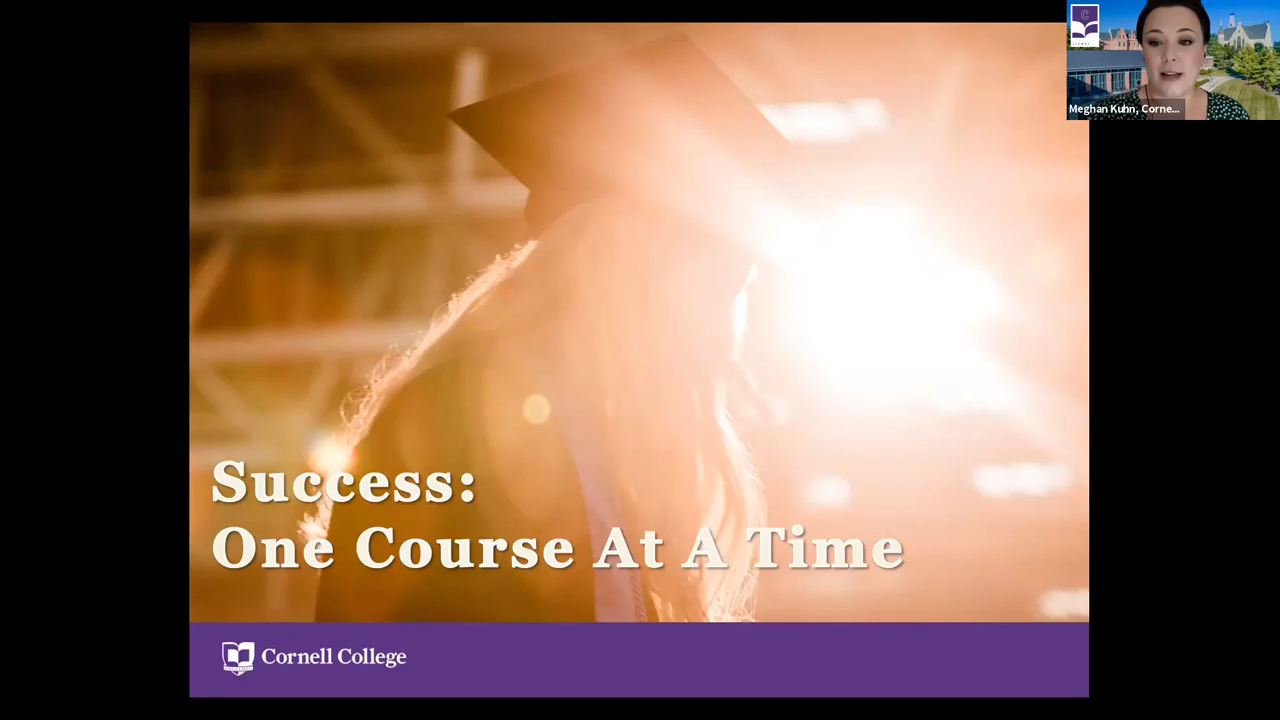 Meghan Kuhn, Corne...
Success:
One Course At A Time
Cornell College